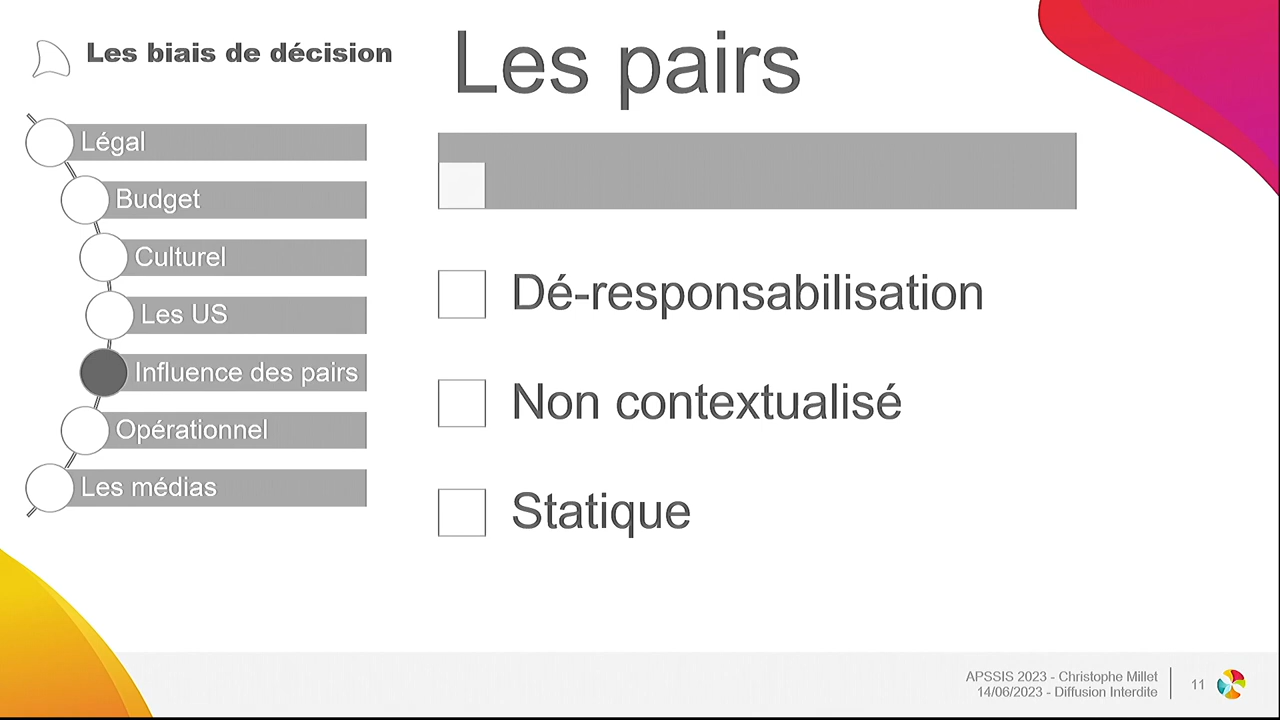 Les biais de décision
Les pairs
Légal
Budget
Culturel
Les US
Influence des pairs
Opérationnel
Les médias
Dé-responsabilisation
Non contextualisé
Statique
APSSIS 2023 - Christophe Millet
14/06/2023 - Diffusion Interdite
11